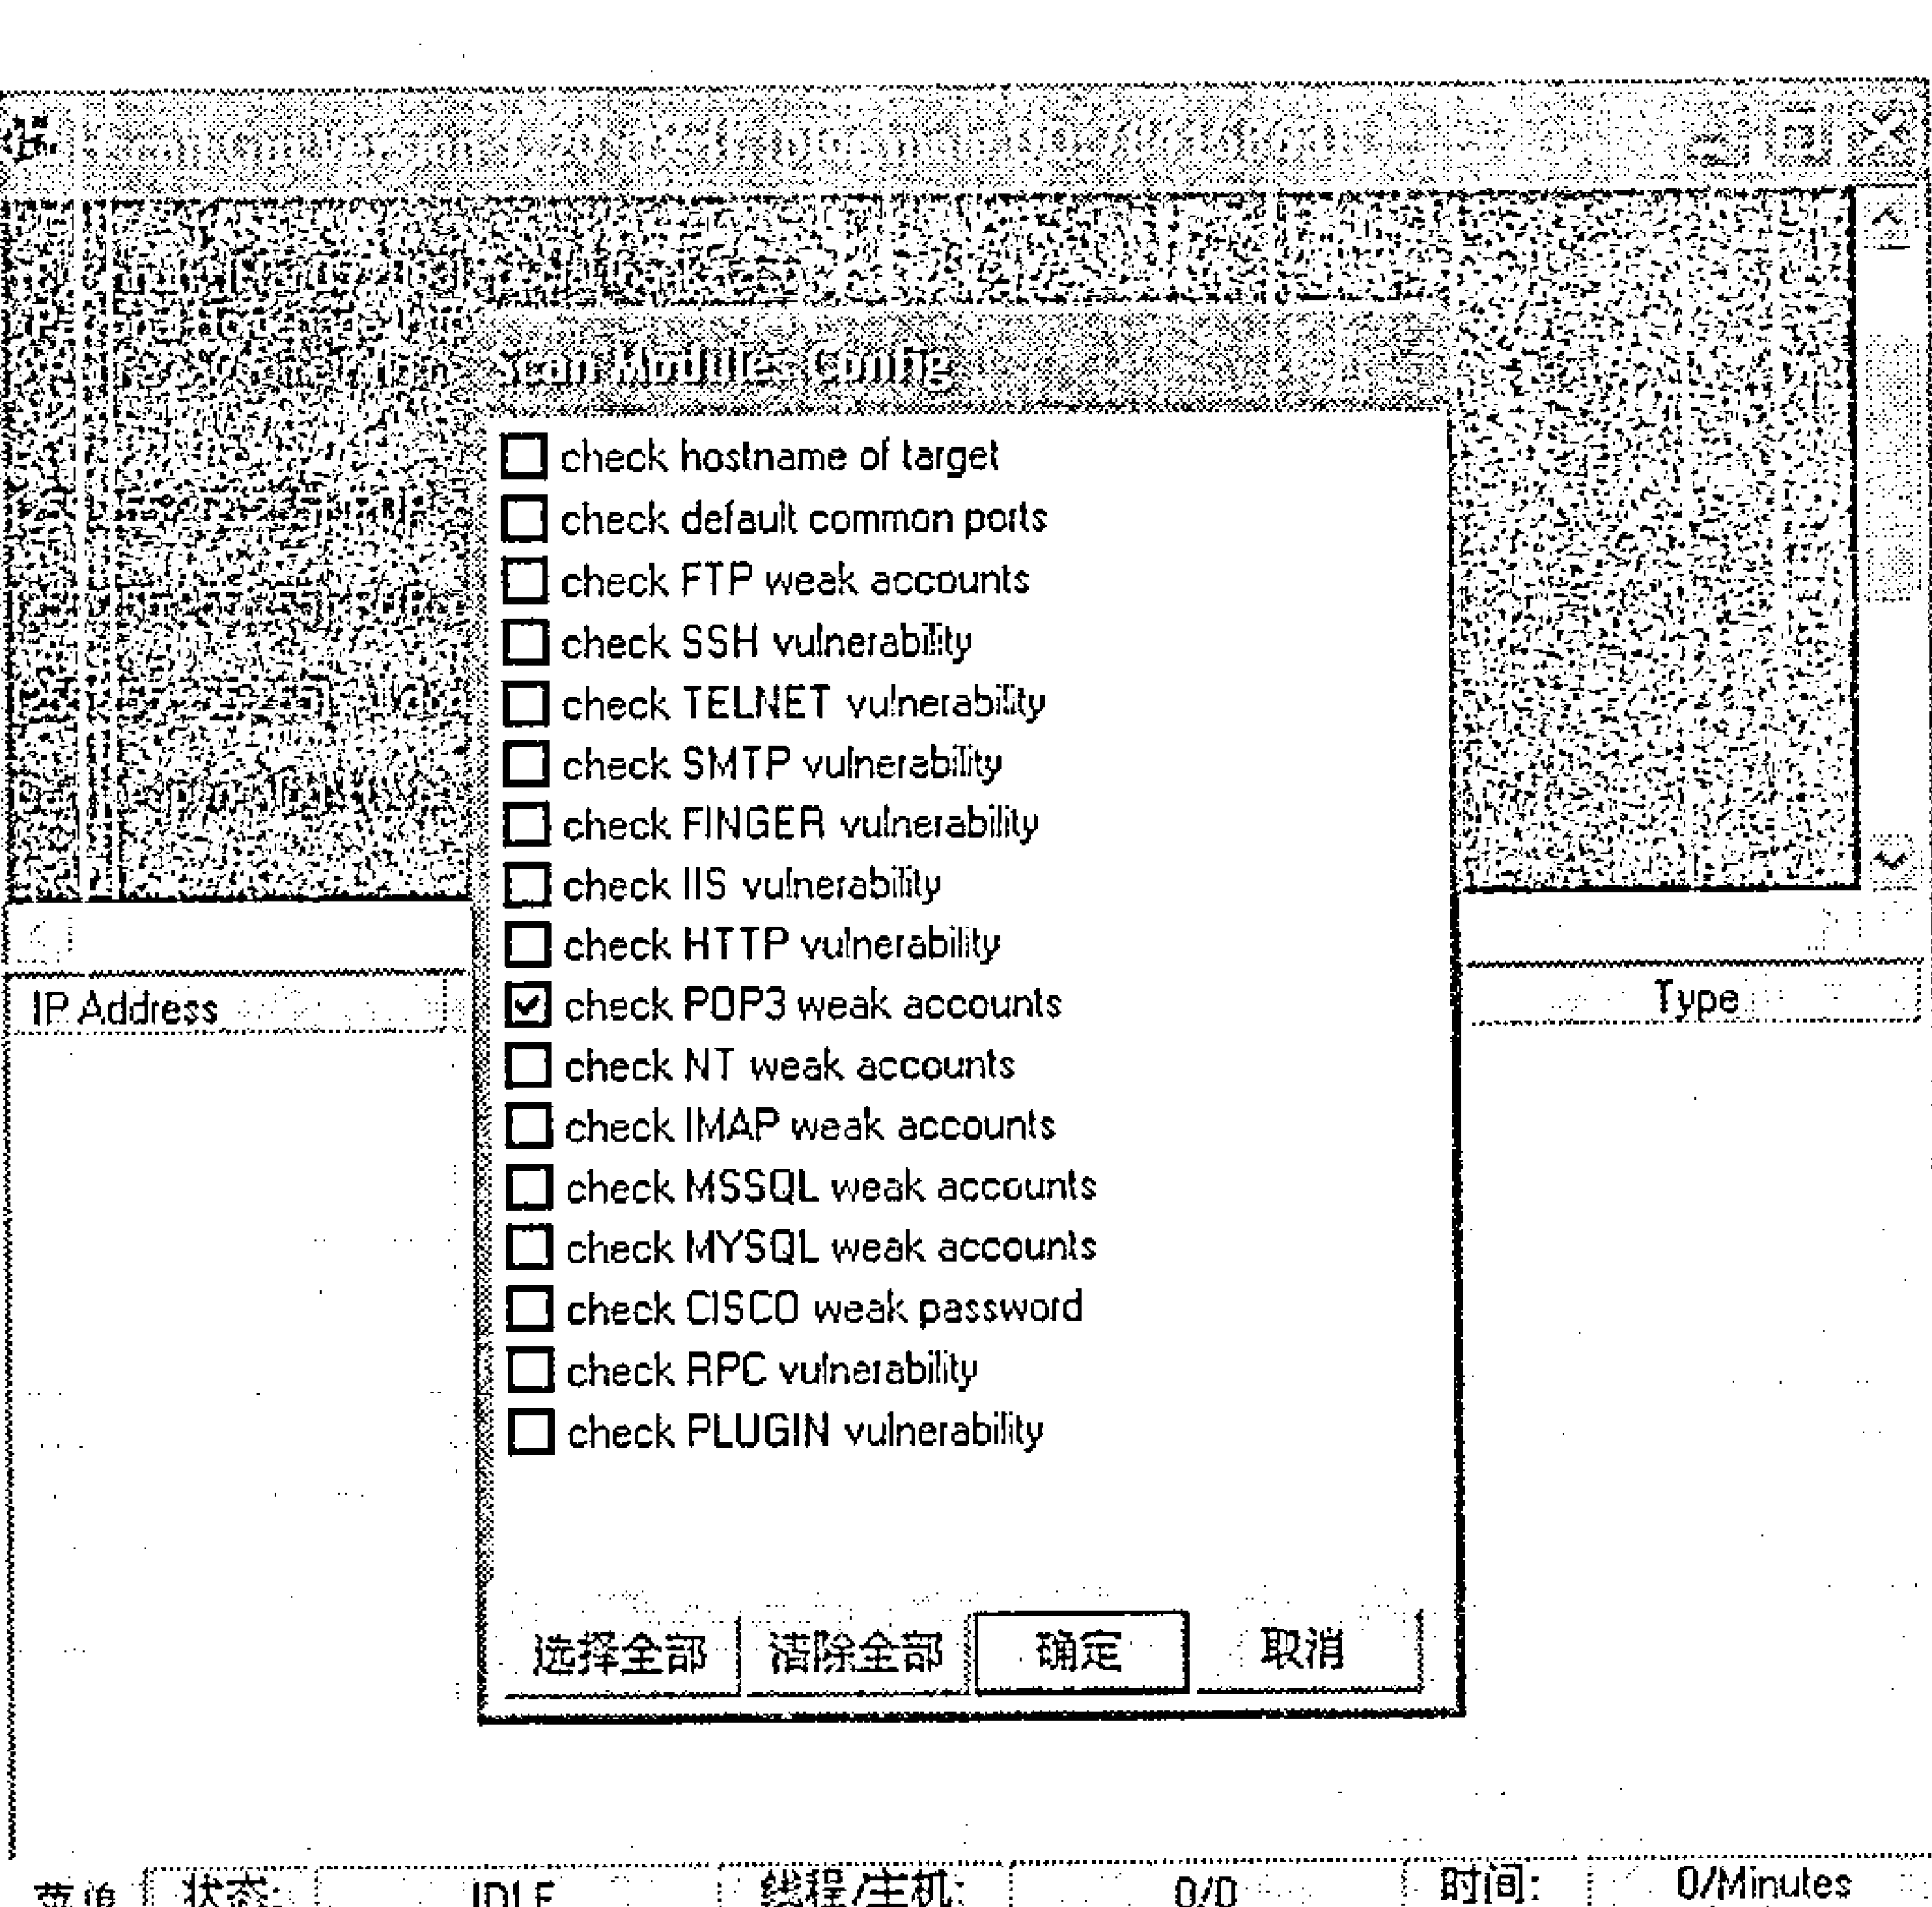 Scan Modules Config
check hostname of target
check default common ports
check FTP weak accounts
check SSH vulnerability
check TELNET vulnerability
check SMTP vulnerability
check FINGER vulnerability
check IIS vulnerability
check HTTP vulnerability
check POP3 weak accounts
check NT weak accounts
check IMAP weak accounts
check MSSQL weak accounts
check MYSQL weak accounts
check CISCO weak password
check RPC vulnerability
check PLUGIN vulnerability
IP Address Type
选择全部 清除全部 确定 取消
菜单 状态: IDLE 线程/主机: 0/0 时间: 0/Minutes